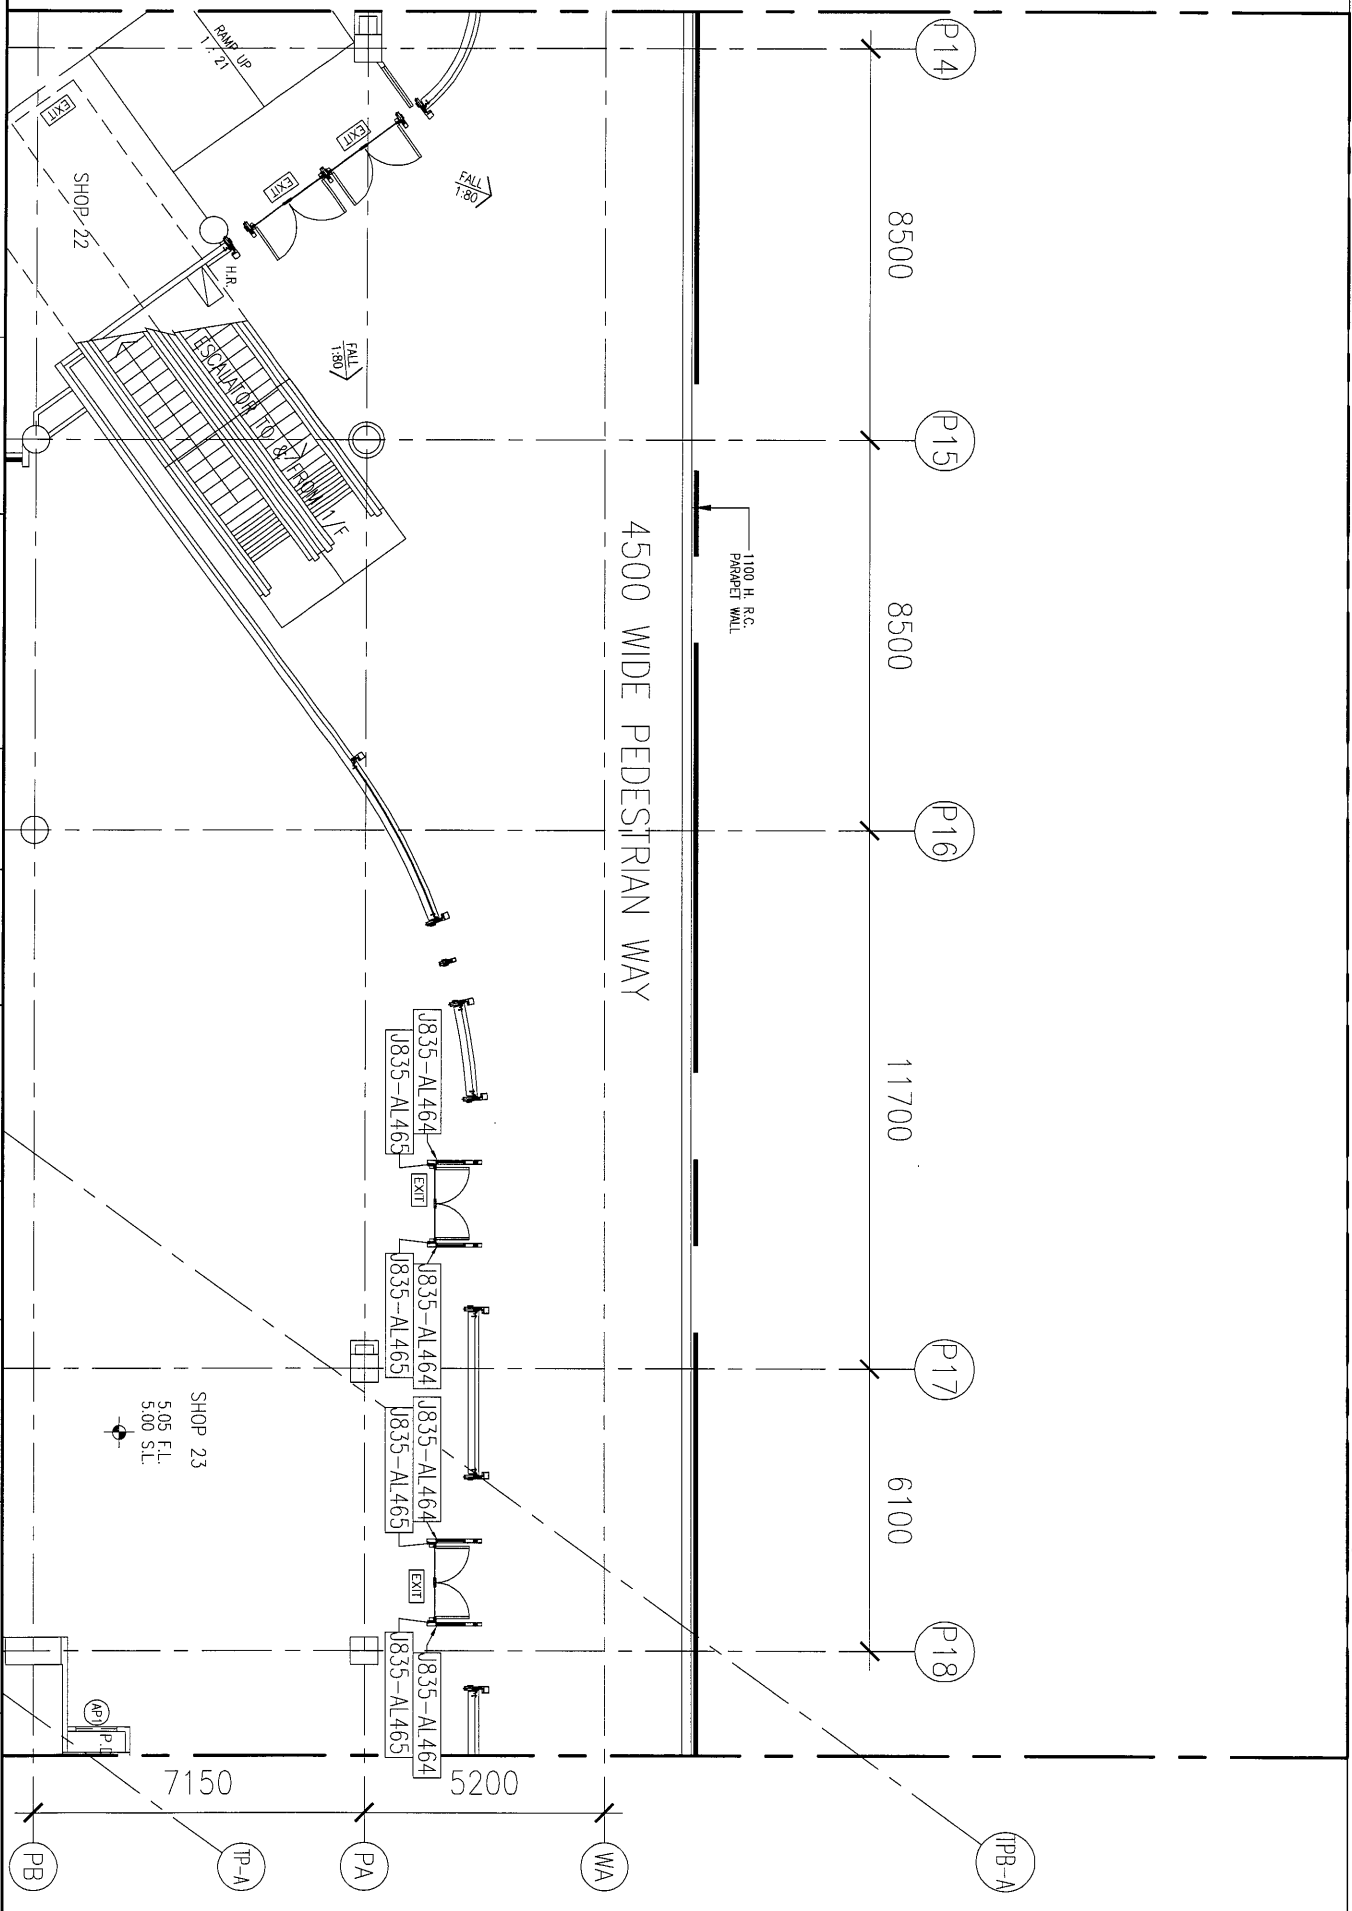 P14
P15
P16
P17
P18
8500
8500
11700
6100
1100 H. R.C.
PARAPET WALL
4500 WIDE PEDESTRIAN WAY
RAMP UP
1 : 21
EXIT
EXIT
EXIT
FALL
1:80
FALL
1:80
SHOP 22
H.R.
ESCALATOR TO & FROM 1/F
J835-AL464
J835-AL465
EXIT
J835-AL464
J835-AL465
J835-AL464
J835-AL465
EXIT
J835-AL464
J835-AL465
SHOP 23
5.05 F.L.
5.00 S.L.
AP1
P.D
7150
5200
PB
TP-A
PA
WA
TPB-A